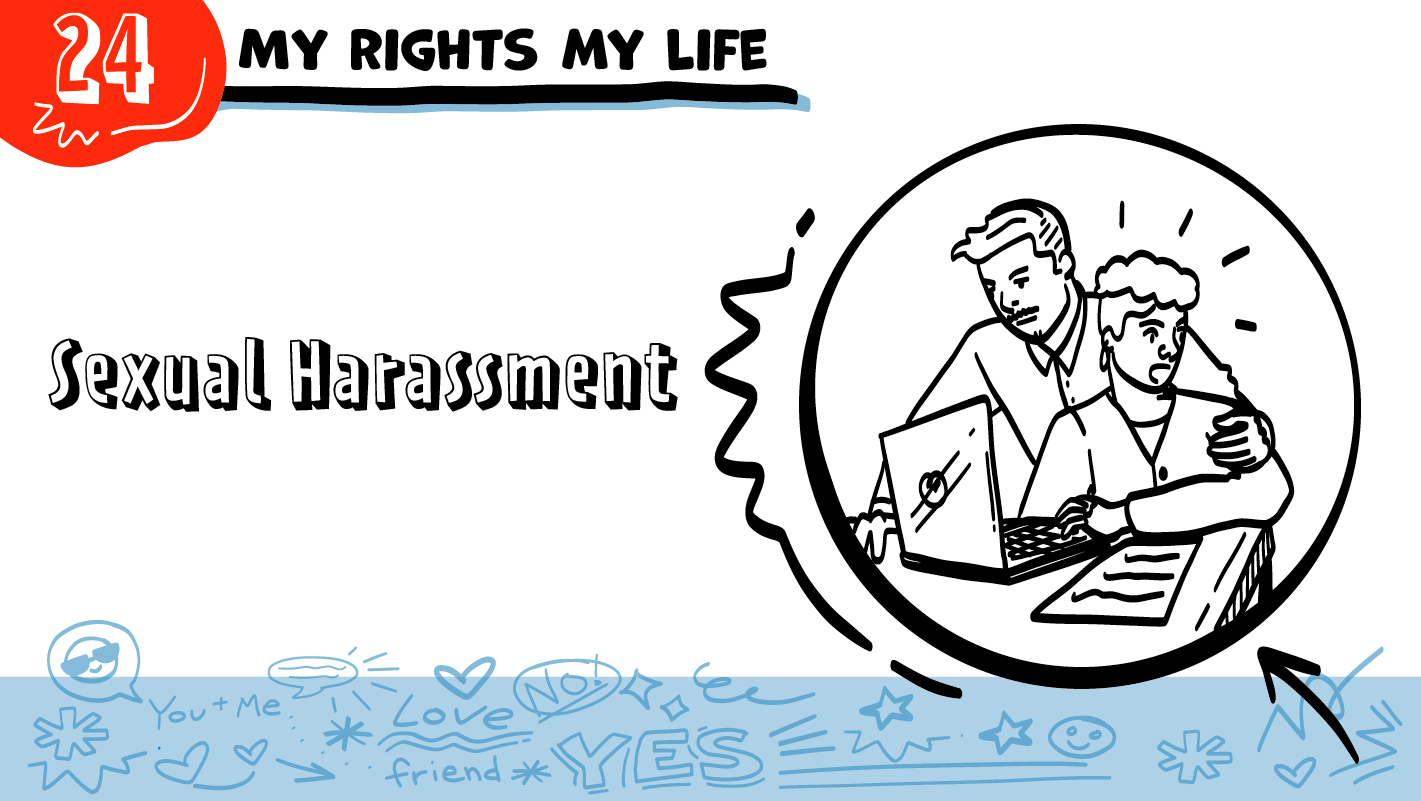 24
MY RIGHTS MY LIFE
Sexual Harassment
You + Me
Love
NO!
friend
YES
NO